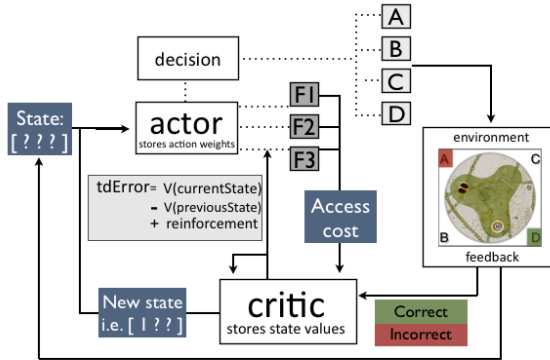 A
B
C
D
decision
State:
[ ? ? ? ]
actor
stores action weights
F1
F2
F3
environment
A
C
B
D
feedback
tdError= V(currentState)
- V(previousState)
+ reinforcement
Access
cost
New state
i.e. [ 1 ? ? ]
critic
stores state values
Correct
Incorrect